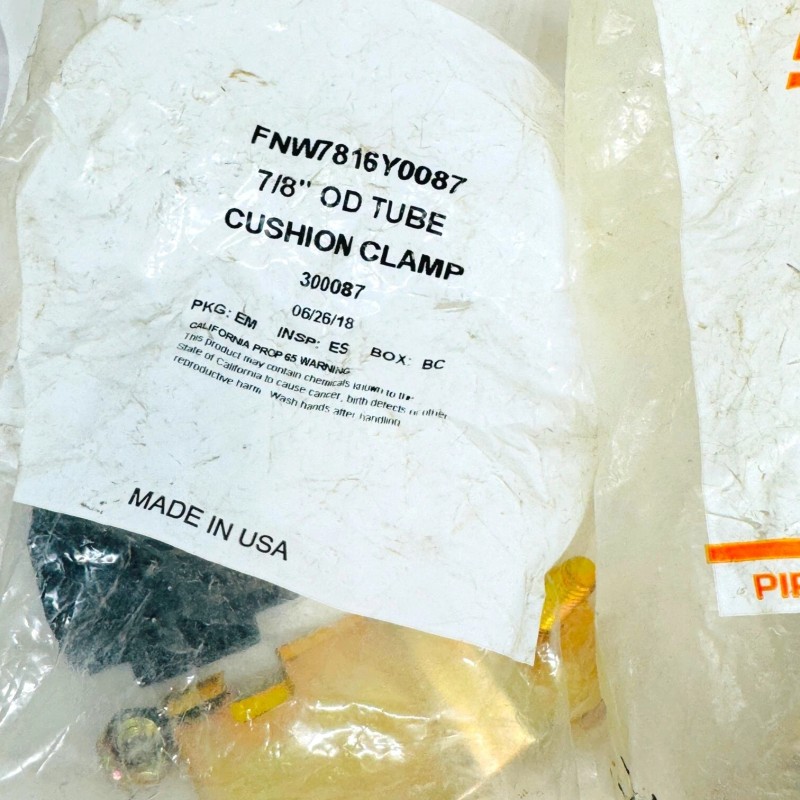 FNW7816Y0087
7/8" OD TUBE
CUSHION CLAMP
300087
06/26/18
PKG: EM INSP: ES BOX: BC
CALIFORNIA PROP 65 WARNING
This product may contain chemicals known to the
State of California to cause cancer, birth defects or other
reproductive harm. Wash hands after handling.
MADE IN USA